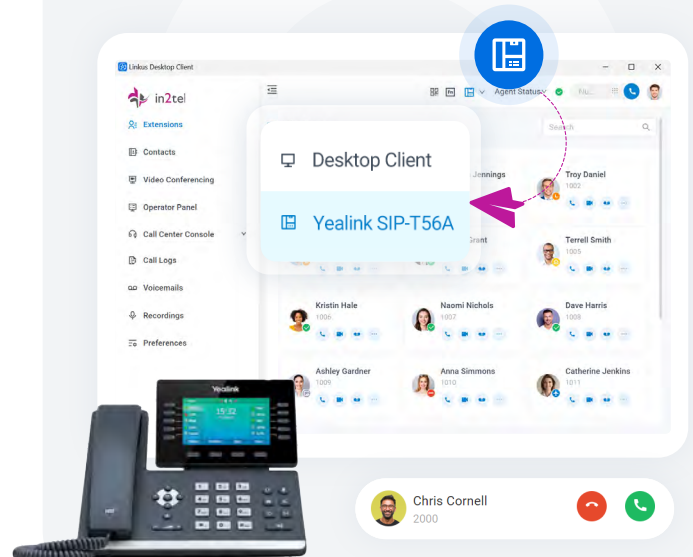 Linkus Desktop Client
in2tel
Agent Status
Extensions
Search
Contacts
Desktop Client
Jennings
Troy Daniel
1002
Video Conferencing
Operator Panel
Yealink SIP-T56A
Call Center Console
Grant
Terrell Smith
1005
Call Logs
Voicemails
Recordings
Kristin Hale
1006
Naomi Nichols
1007
Dave Harris
1008
Preferences
Ashley Gardner
1009
Anna Simmons
1010
Catherine Jenkins
1011
Yealink
15:32
Chris Cornell
2000